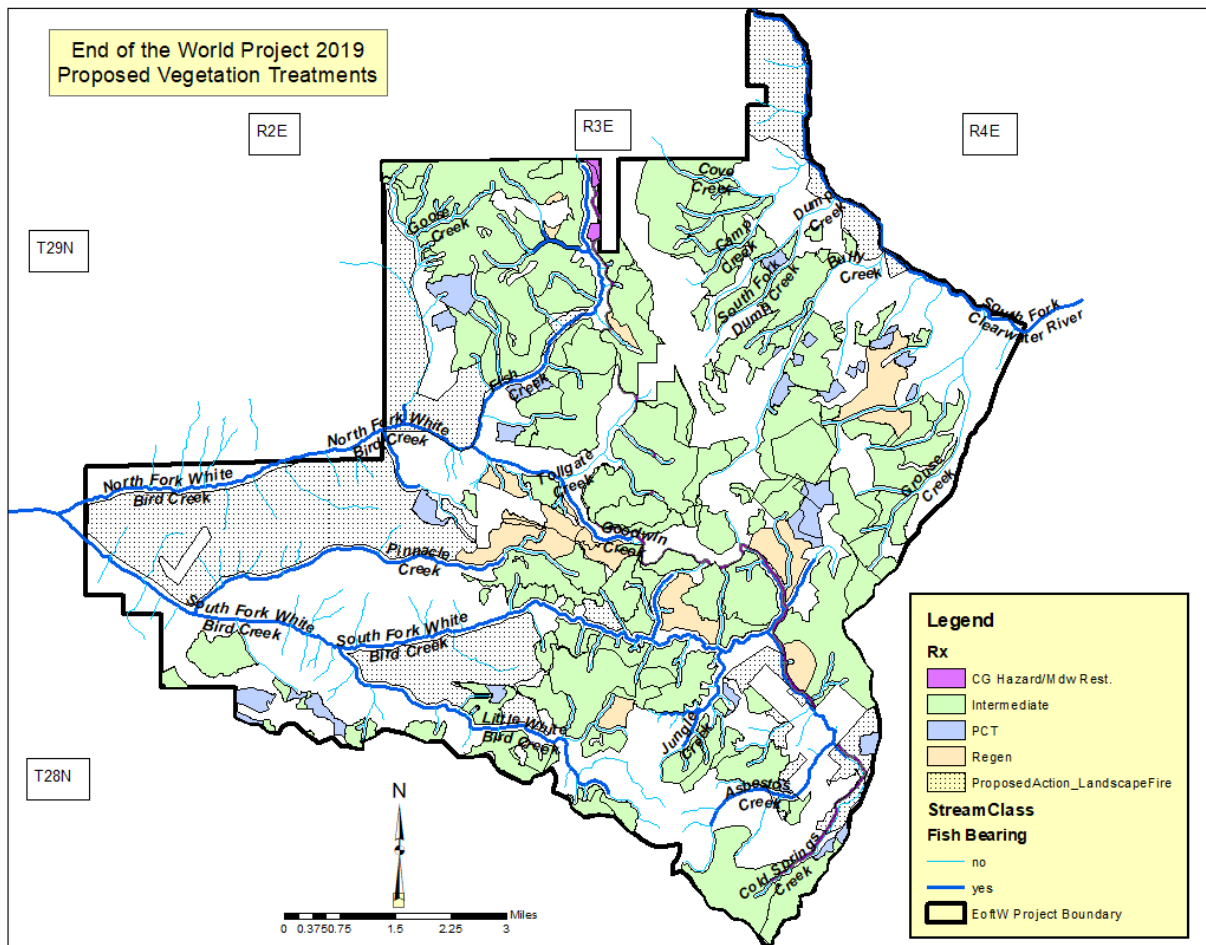 End of the World Project 2019
Proposed Vegetation Treatments
R2E
R3E
R4E
T29N
T28N
Cove
Creek
Goose
Creek
Dump
Creek
Camp
Creek
South Fork
Dump Creek
Bully
Creek
South Fork
Clearwater River
Fish
Creek
North Fork White
Bird Creek
North Fork White
Bird Creek
Tollgate
Creek
Grouse
Creek
Goodwin
Creek
Pinnacle
Creek
South Fork White
Bird Creek
South Fork White
Bird Creek
Little White
Bird Creek
Jungle
Creek
Asbestos
Creek
Cold Springs
Creek
N
Miles
0 0.375 0.75 1.5 2.25 3
Legend
Rx
CG Hazard/Mdw Rest.
Intermediate
PCT
Regen
ProposedAction_LandscapeFire
StreamClass
Fish Bearing
no
yes
EoftW Project Boundary